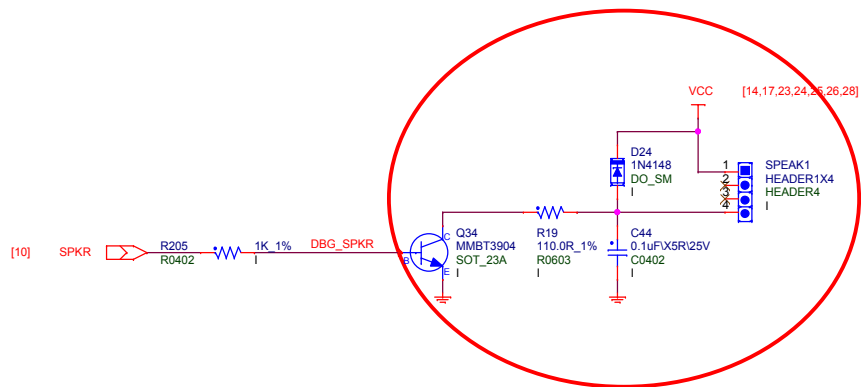 VCC [14,17,23,24,25,26,28]
D24
1N4148
DO_SM
I
1
2
3
4
SPEAK1
HEADER1X4
HEADER4
I
[10] SPKR
R205
R0402
1K_1%
I
DBG_SPKR
B
C
E
Q34
MMBT3904
SOT_23A
I
R19
110.0R_1%
R0603
I
C44
0.1uF\X5R\25V
C0402
I